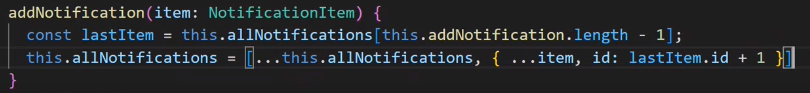 addNotification(item: NotificationItem) {
const lastItem = this.allNotifications[this.addNotification.length - 1];
this.allNotifications = [...this.allNotifications, { ...item, id: lastItem.id + 1 }]
}